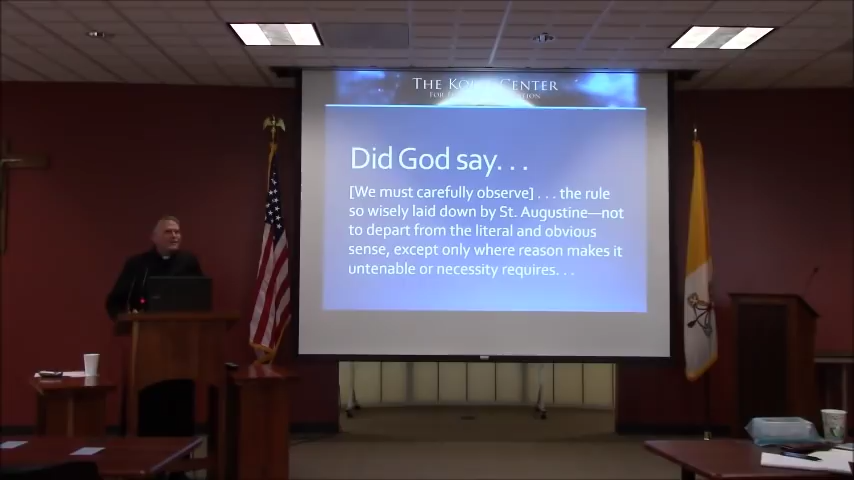 THE KOLBE CENTER
Did God say. . .
[We must carefully observe] . . . the rule
so wisely laid down by St. Augustine—not
to depart from the literal and obvious
sense, except only where reason makes it
untenable or necessity requires. . .